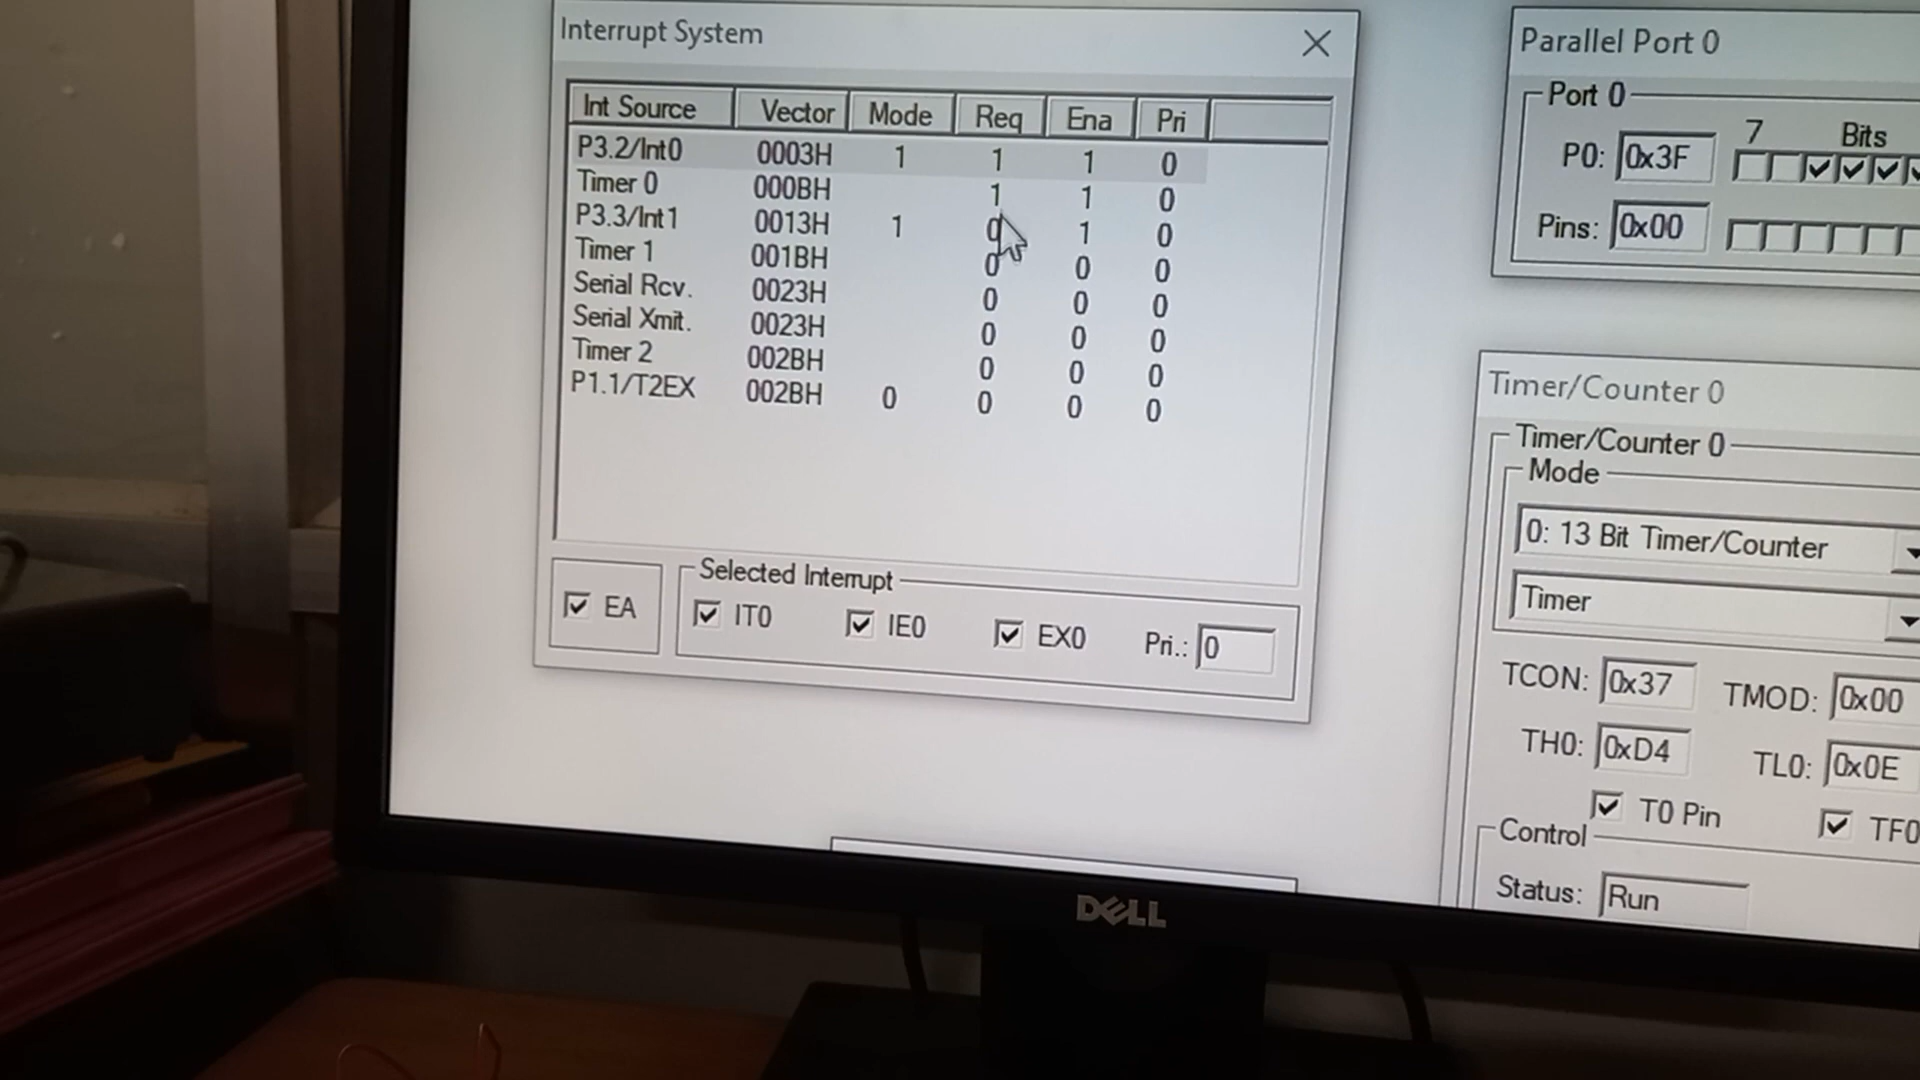 Interrupt System
Int Source Vector Mode Req Ena Pri
P3.2/Int0 0003H 1 1 1 0
Timer 0 000BH 1 1 0
P3.3/Int1 0013H 1 0 1 0
Timer 1 001BH 0 0 0
Serial Rcv. 0023H 0 0 0
Serial Xmit. 0023H 0 0 0
Timer 2 002BH 0 0 0
P1.1/T2EX 002BH 0 0 0 0
EA
Selected Interrupt
IT0 IE0 EX0 Pri.: 0
Parallel Port 0
Port 0
7 Bits
P0: 0x3F
Pins: 0x00
Timer/Counter 0
Timer/Counter 0
Mode
0: 13 Bit Timer/Counter
Timer
TCON: 0x37 TMOD: 0x00
TH0: 0xD4 TL0: 0x0E
T0 Pin TF0
Control
Status: Run
DELL